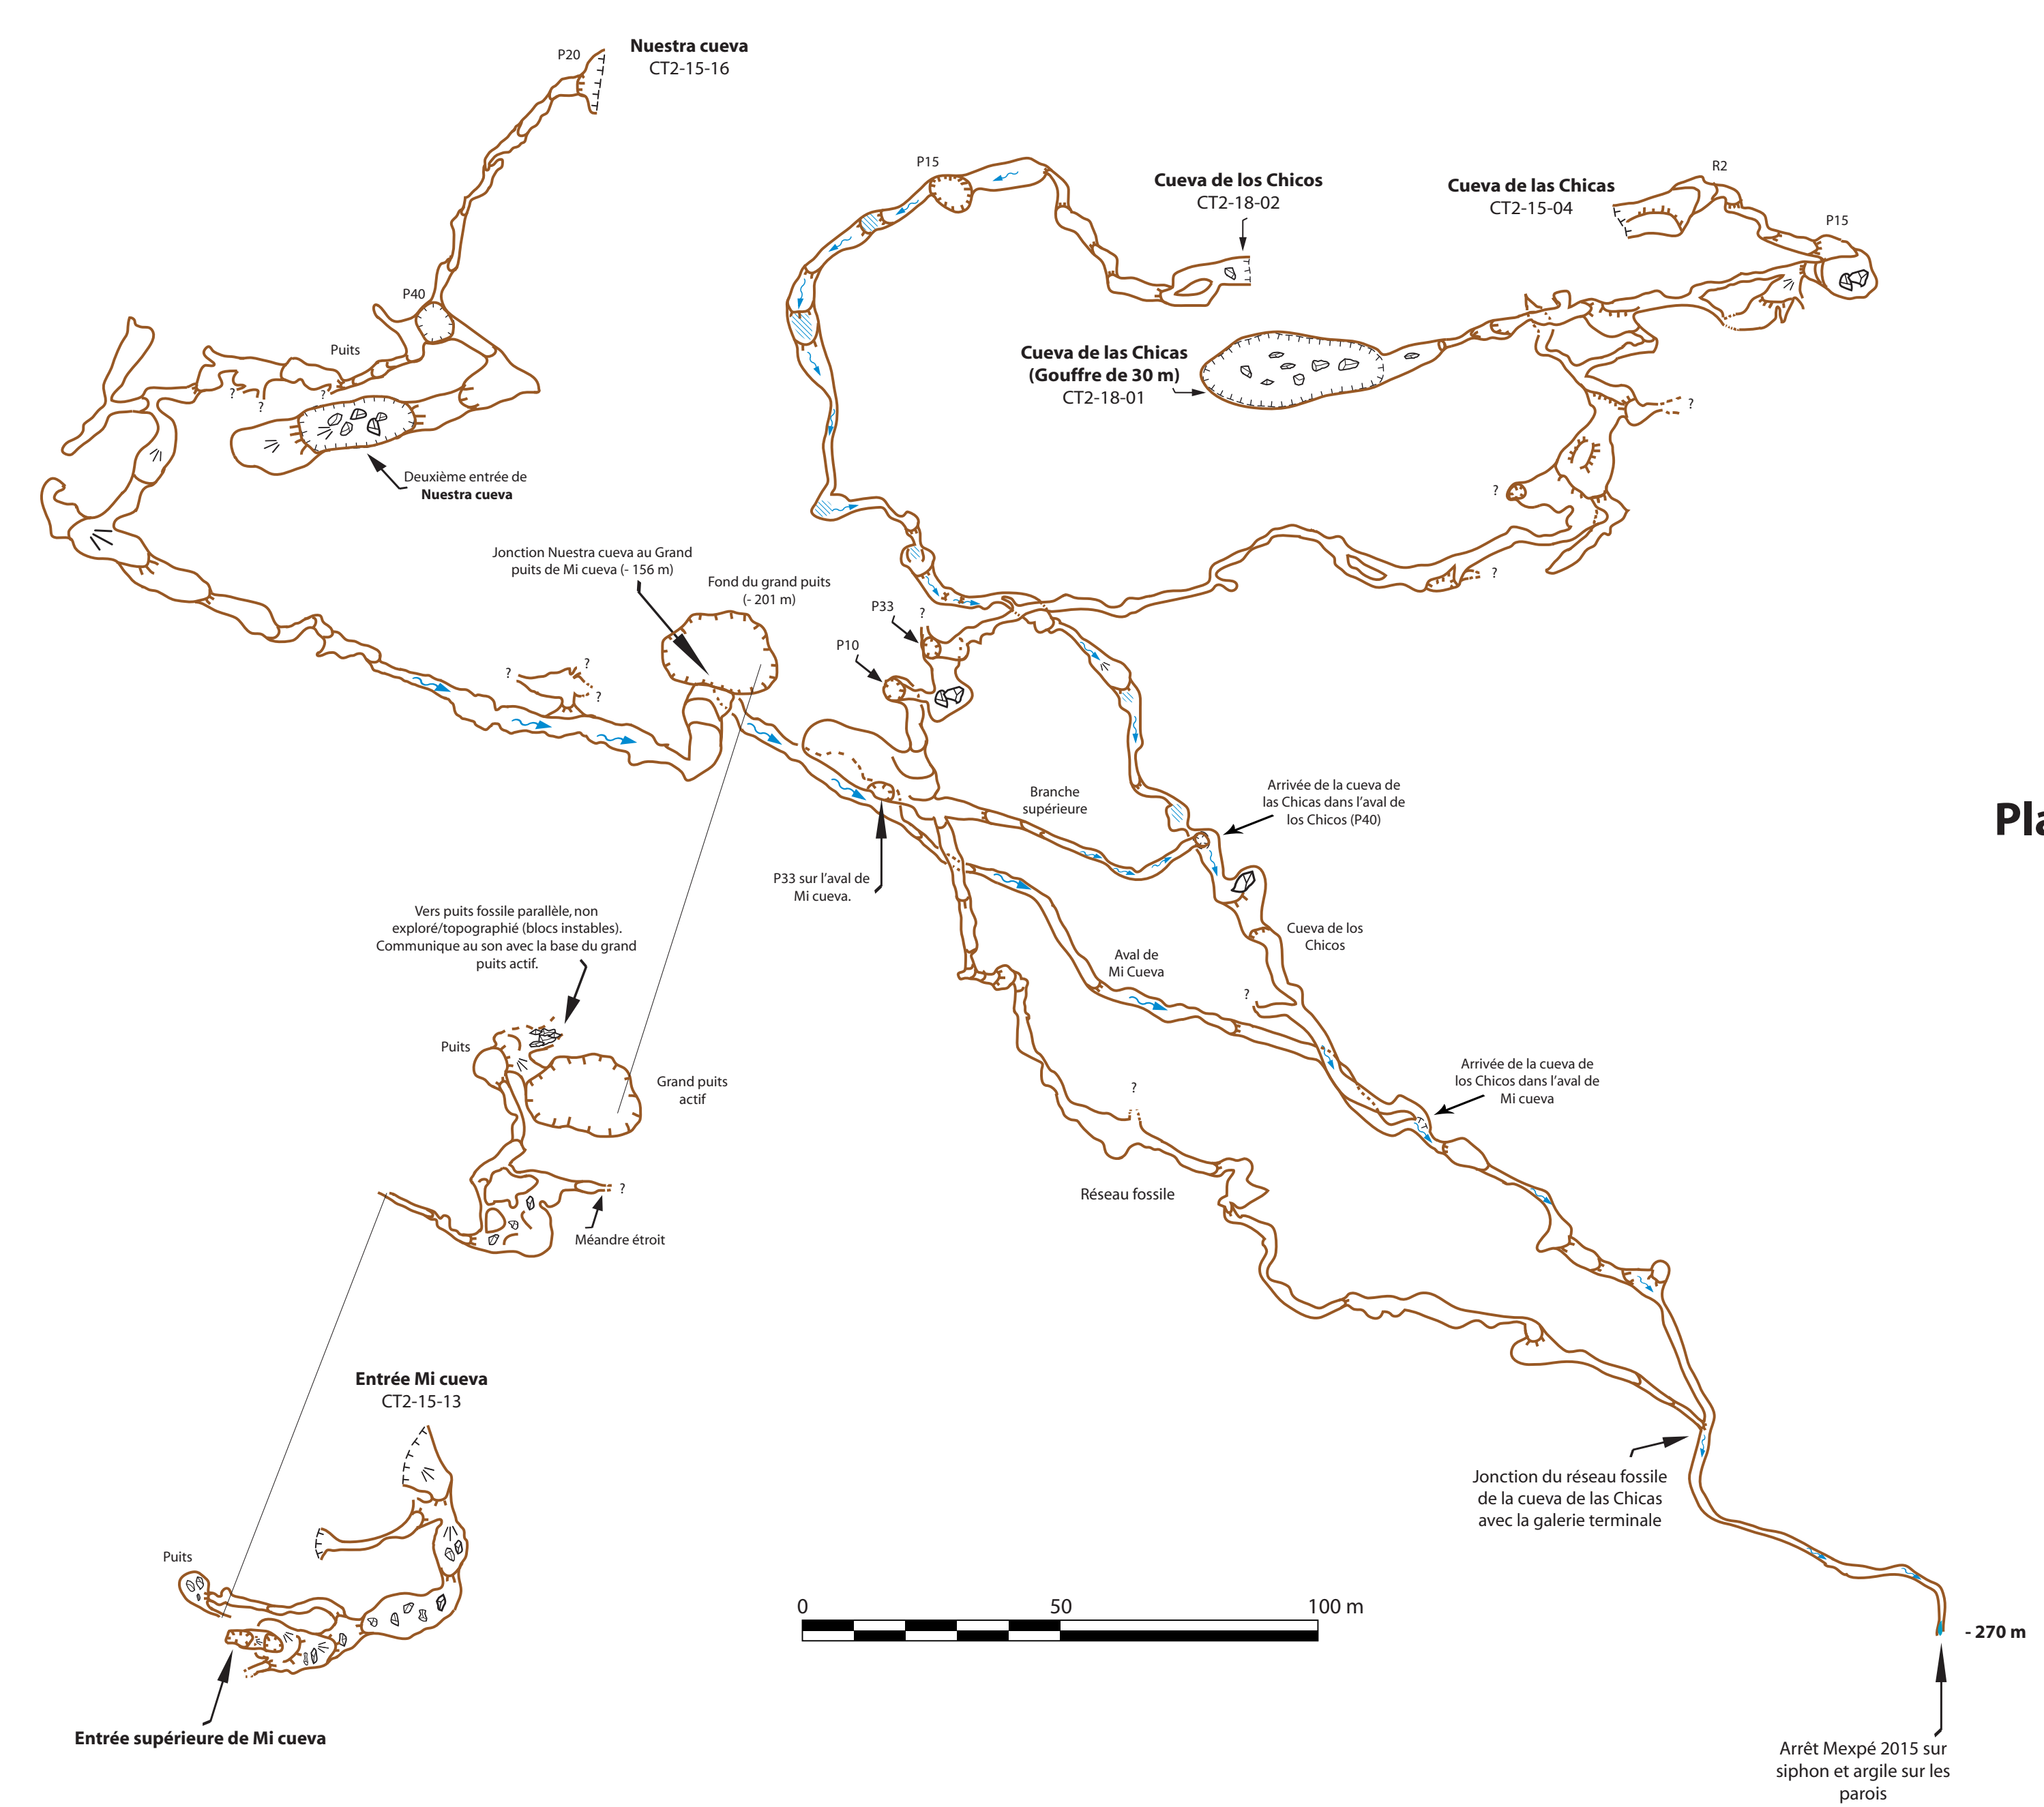 P20
Nuestra cueva
CT2-15-16
P15
Cueva de los Chicos
CT2-18-02
Cueva de las Chicas
CT2-15-04
R2
P15
P40
Puits
?
?
?
Cueva de las Chicas
(Gouffre de 30 m)
CT2-18-01
?
Deuxième entrée de
Nuestra cueva
?
Jonction Nuestra cueva au Grand
puits de Mi cueva (- 156 m)
Fond du grand puits
(- 201 m)
?
P33
?
P10
?
?
?
Branche
supérieure
Arrivée de la cueva de
las Chicas dans l'aval de
los Chicos (P40)
Pla
P33 sur l'aval de
Mi cueva.
Vers puits fossile parallèle, non
exploré/topographié (blocs instables).
Communique au son avec la base du grand
puits actif.
Cueva de los
Chicos
Aval de
Mi Cueva
?
Puits
Grand puits
actif
Arrivée de la cueva de
los Chicos dans l'aval de
Mi cueva
?
?
Réseau fossile
Méandre étroit
Entrée Mi cueva
CT2-15-13
Jonction du réseau fossile
de la cueva de las Chicas
avec la galerie terminale
Puits
0
50
100 m
- 270 m
Entrée supérieure de Mi cueva
Arrêt Mexpé 2015 sur
siphon et argile sur les
parois